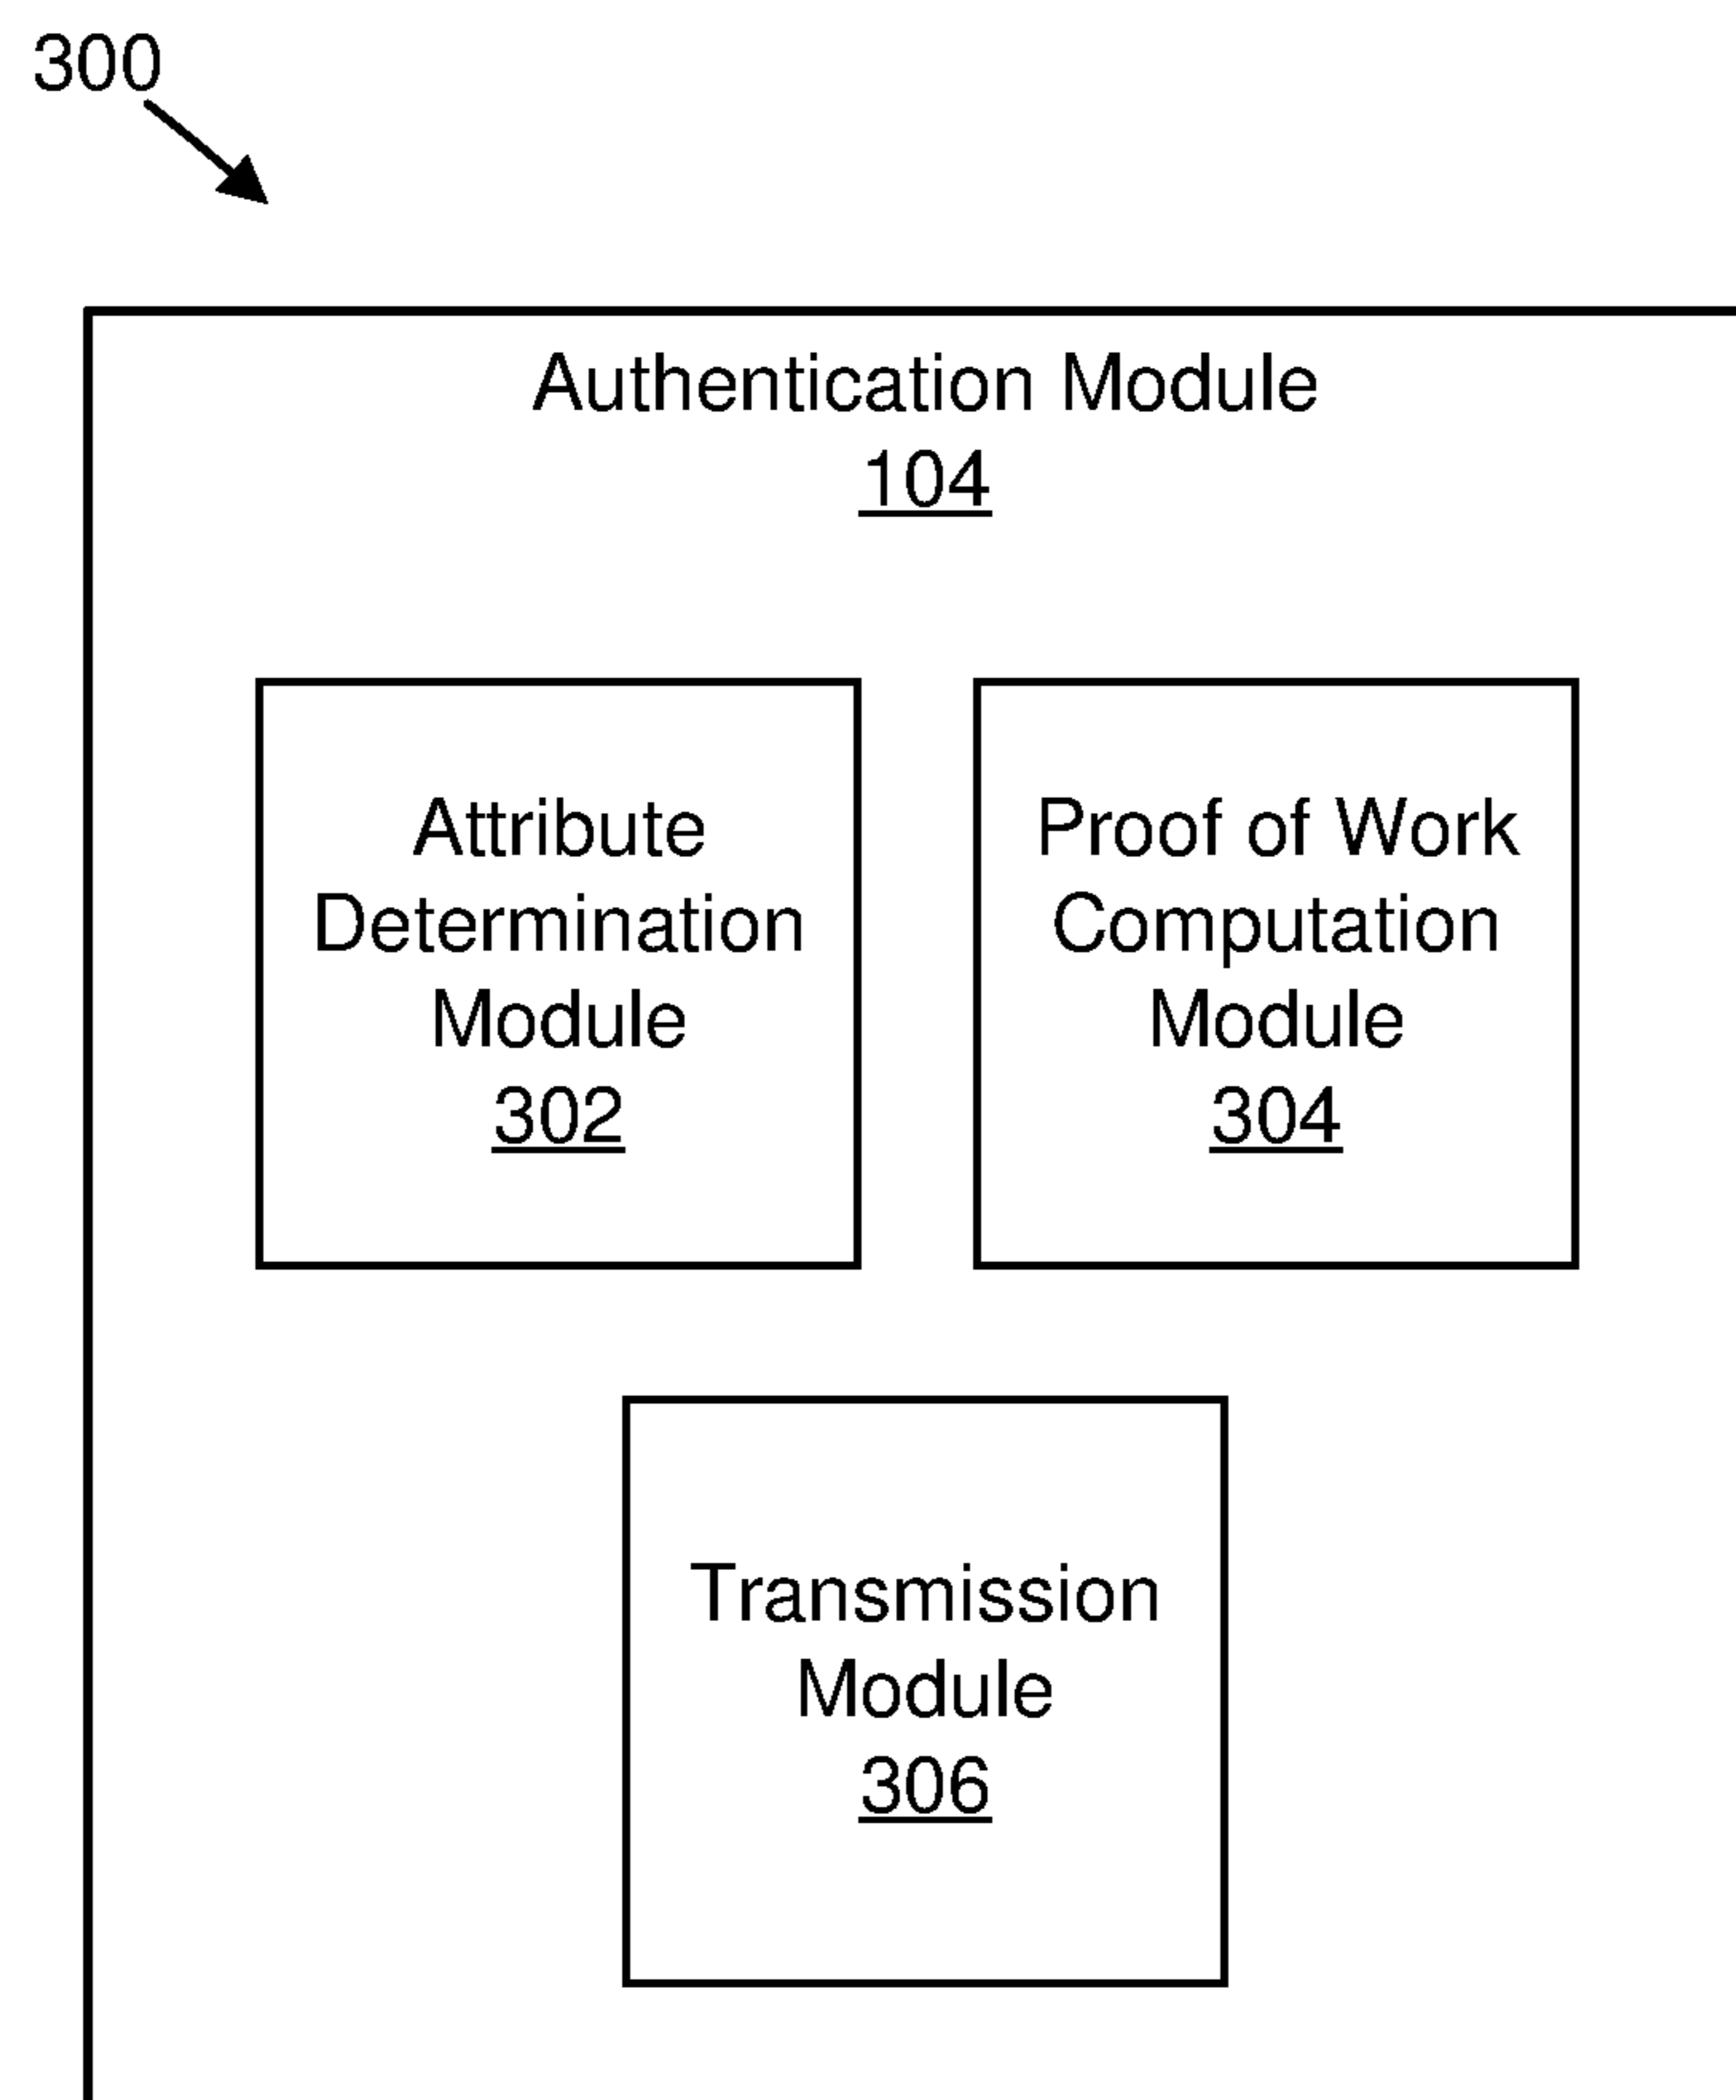 300
Authentication Module
104
Attribute
Determination
Module
302
Proof of Work
Computation
Module
304
Transmission
Module
306